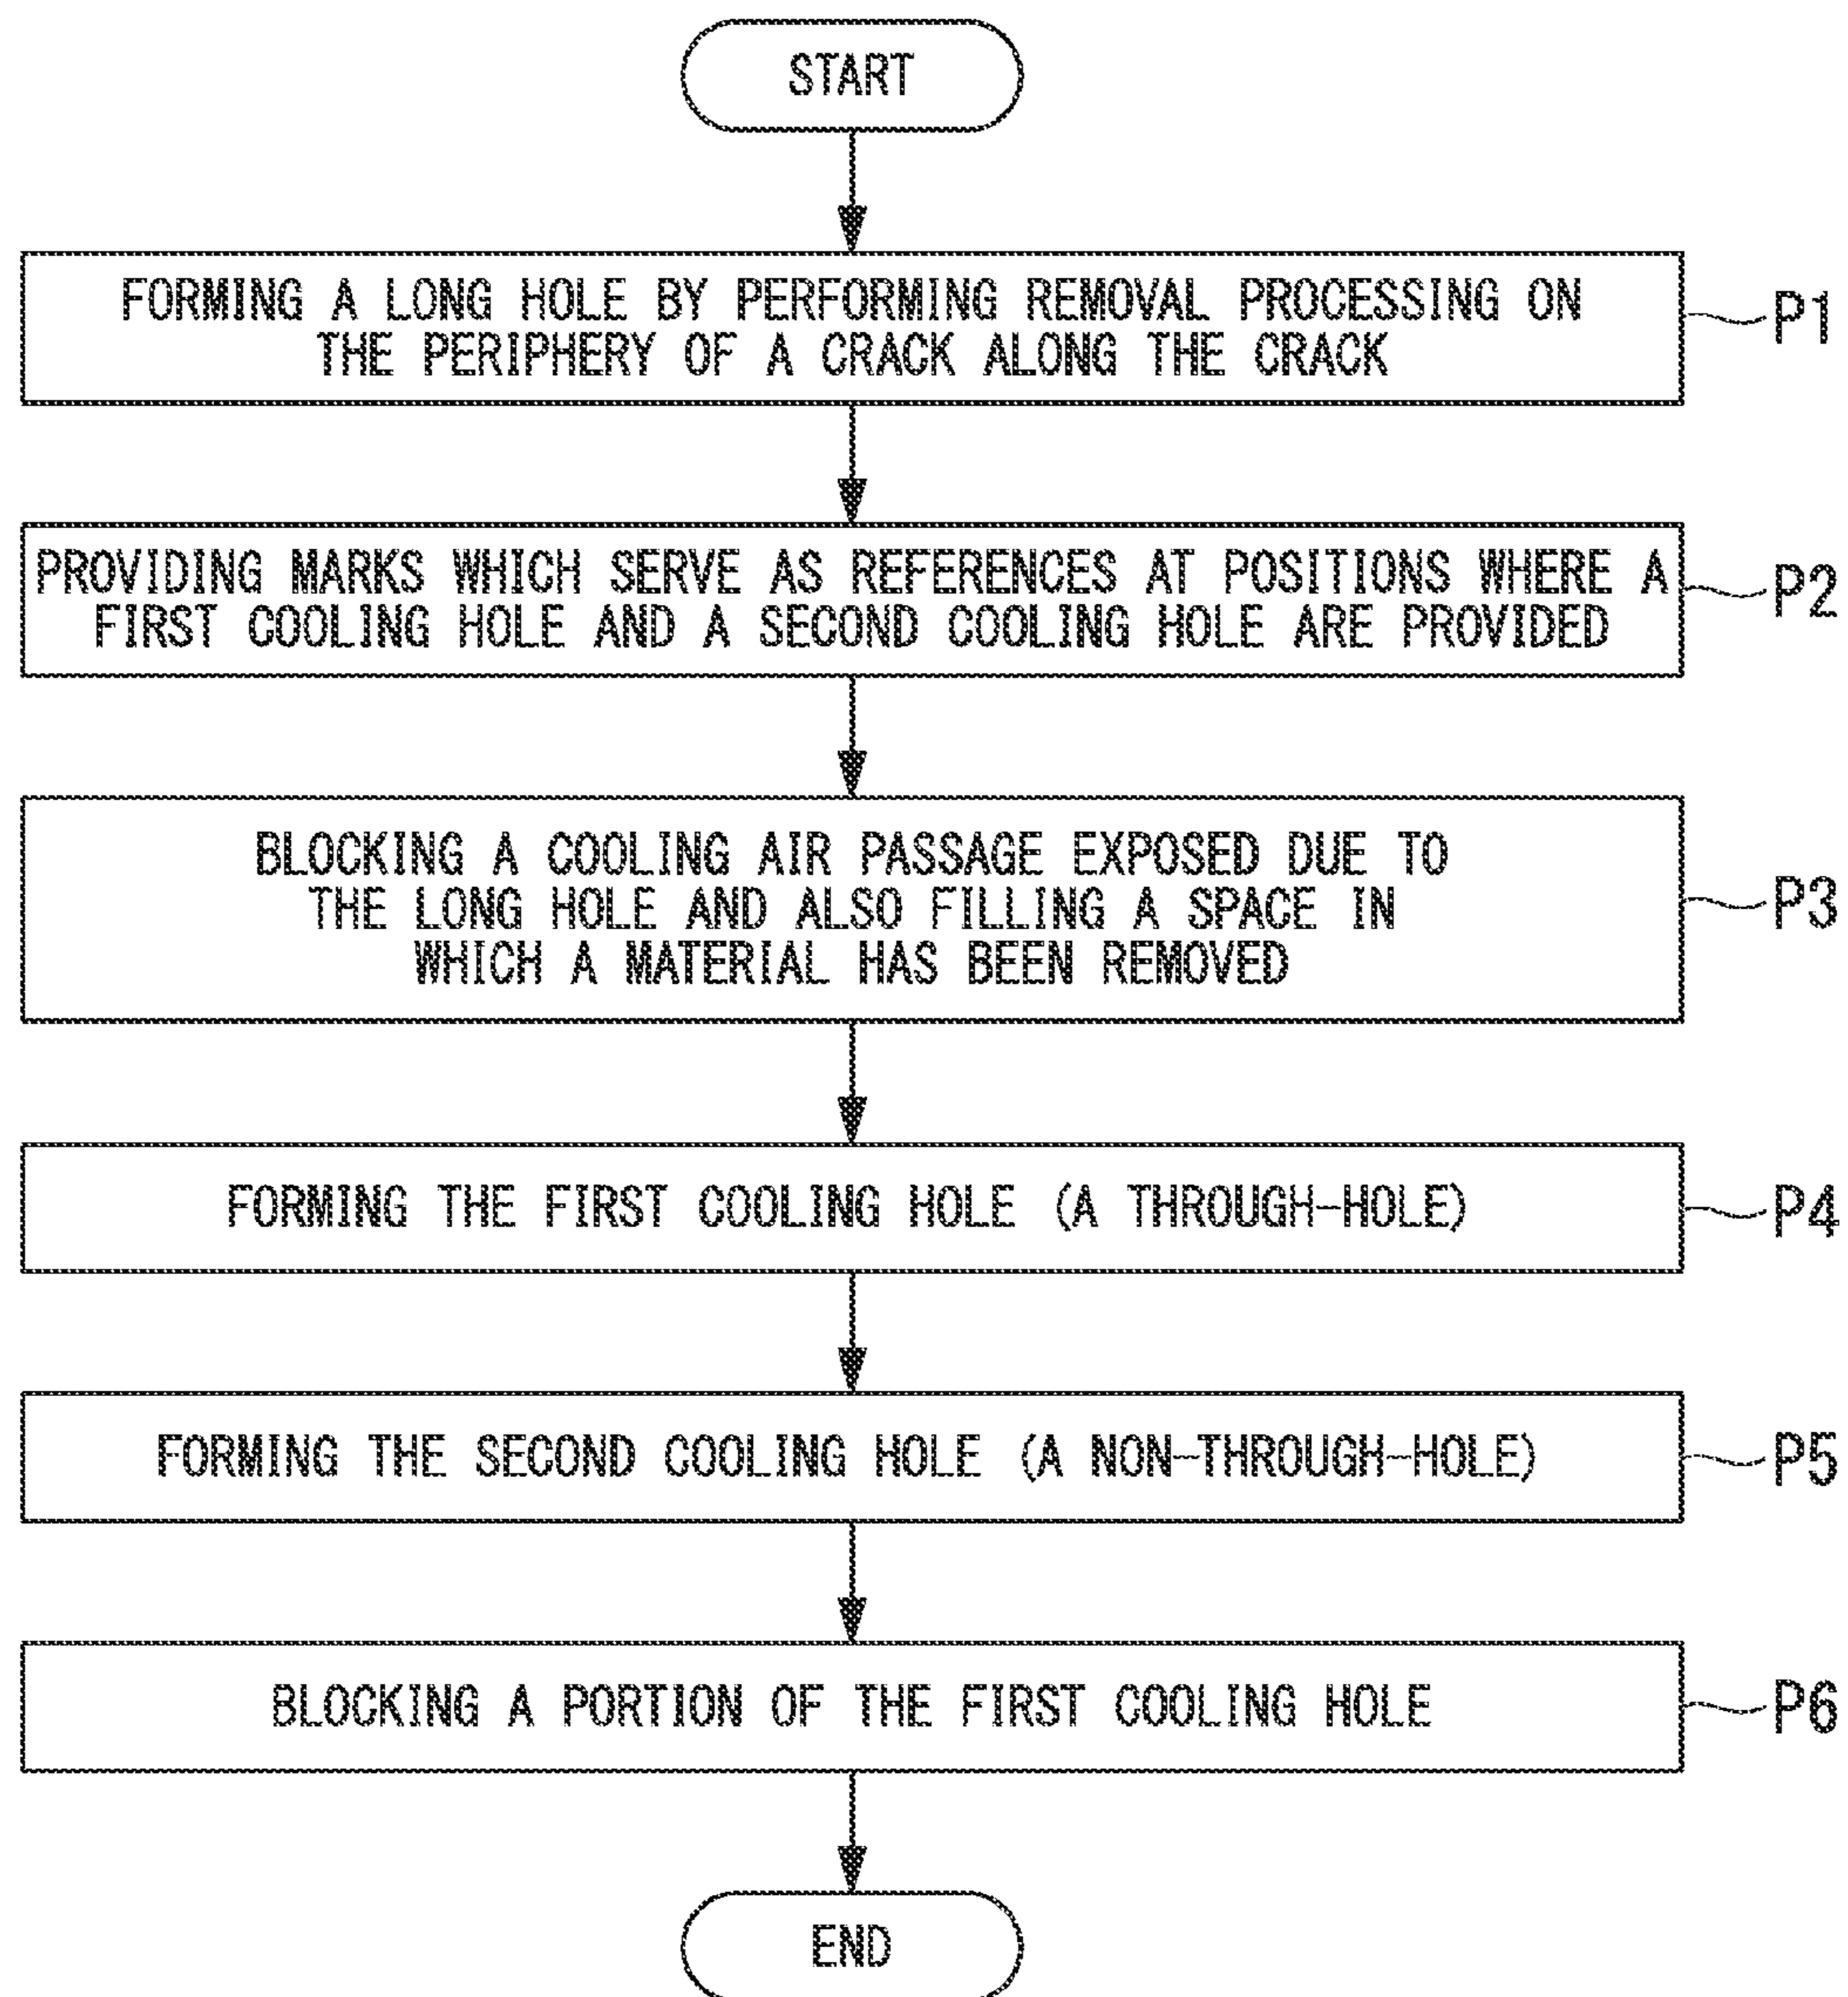 START
FORMING A LONG HOLE BY PERFORMING REMOVAL PROCESSING ON
THE PERIPHERY OF A CRACK ALONG THE CRACK
P1
PROVIDING MARKS WHICH SERVE AS REFERENCES AT POSITIONS WHERE A
FIRST COOLING HOLE AND A SECOND COOLING HOLE ARE PROVIDED
P2
BLOCKING A COOLING AIR PASSAGE EXPOSED DUE TO
THE LONG HOLE AND ALSO FILLING A SPACE IN
WHICH A MATERIAL HAS BEEN REMOVED
P3
FORMING THE FIRST COOLING HOLE (A THROUGH-HOLE)
P4
FORMING THE SECOND COOLING HOLE (A NON-THROUGH-HOLE)
P5
BLOCKING A PORTION OF THE FIRST COOLING HOLE
P6
END